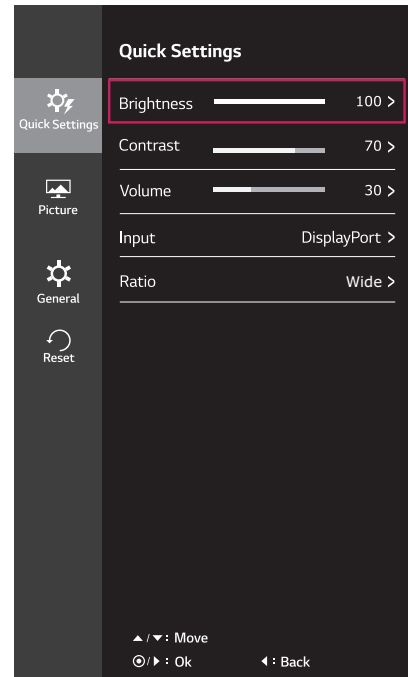 Quick Settings
Quick Settings
Brightness 100 >
Contrast 70 >
Volume 30 >
Input DisplayPort >
Ratio Wide >
Picture
General
Reset
▲/▼: Move
◉/▶ : Ok ◀ : Back